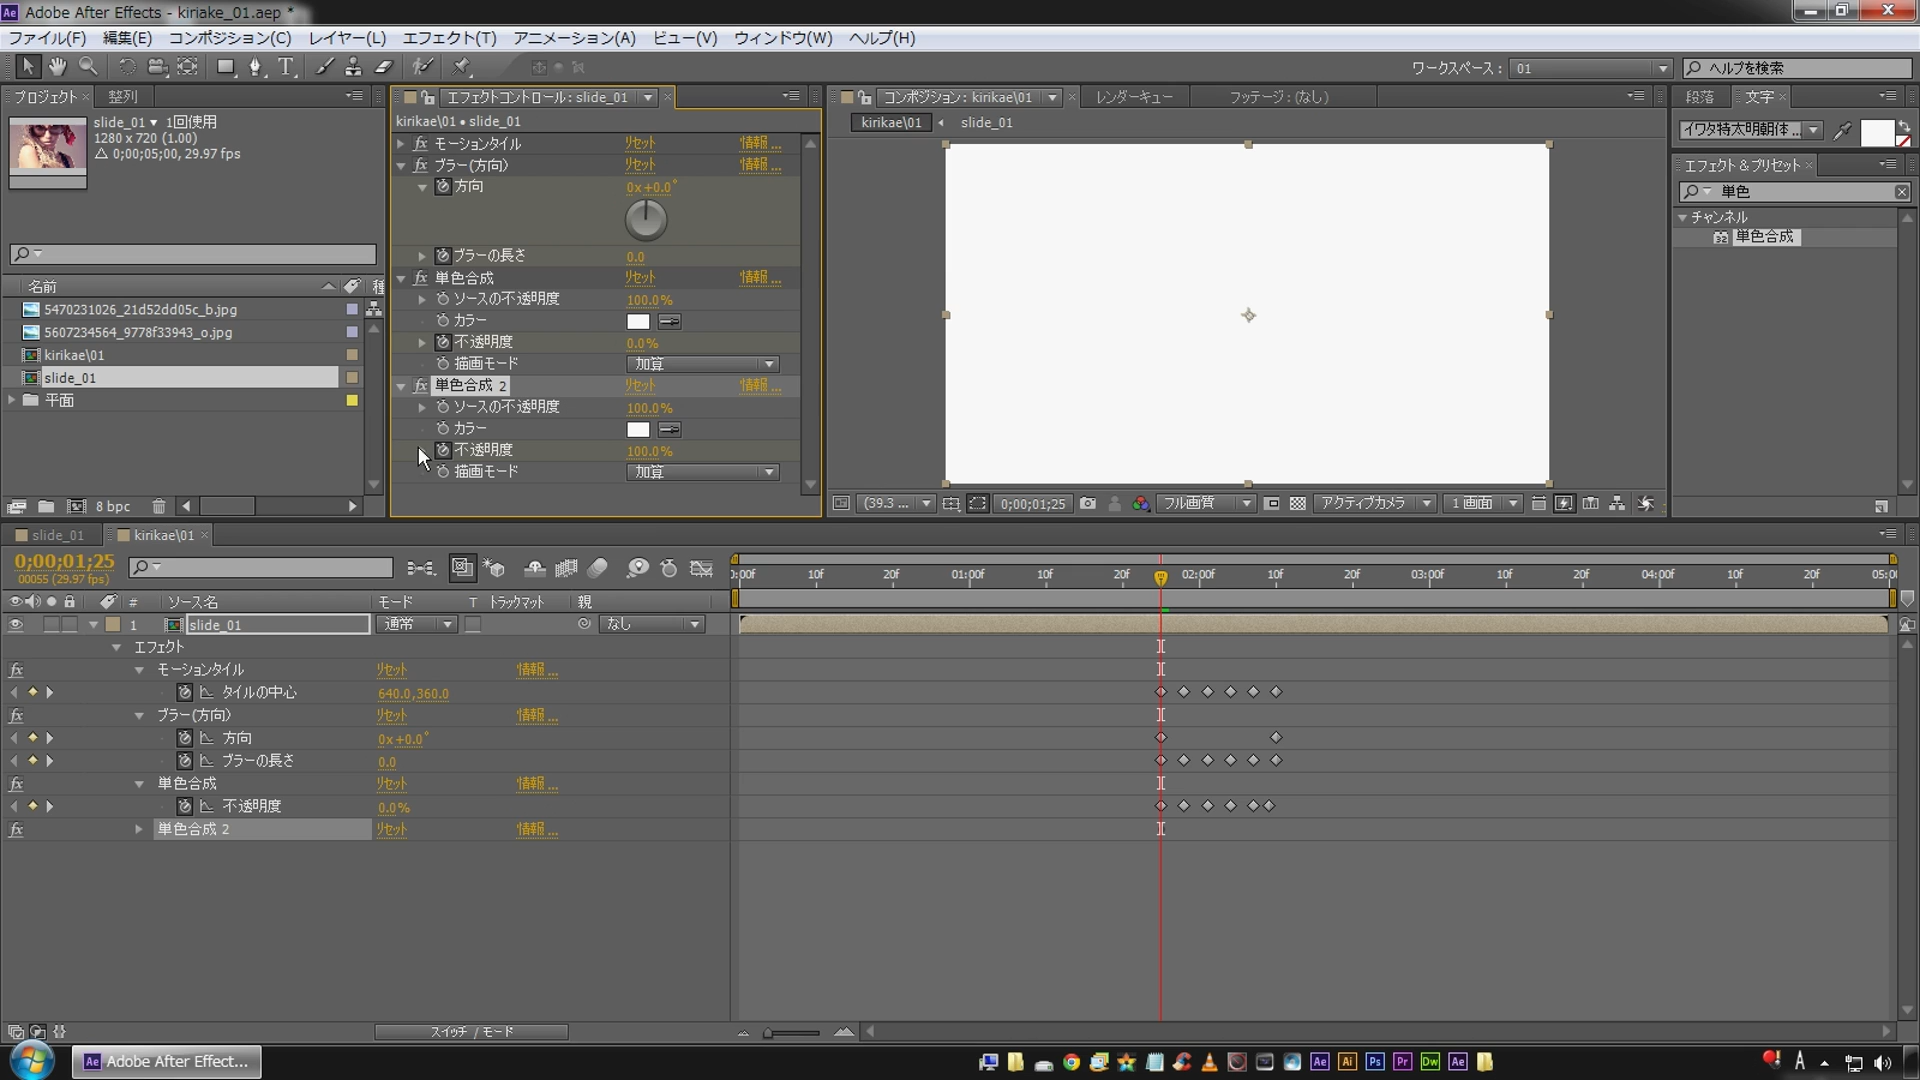 Adobe After Effects - kiriake_01.aep *
ファイル(F) 編集(E) コンポジション(C) レイヤー(L) エフェクト(T) アニメーション(A) ビュー(V) ウィンドウ(W) ヘルプ(H)
ワークスペース: 01 ヘルプを検索
プロジェクト 整列
slide_01 1回使用
1280 x 720 (1.00)
Δ 0;00;05;00, 29.97 fps
名前 種
5470231026_21d52dd05c_b.jpg
5607234564_9778f33943_o.jpg
kirikae\01
slide_01
平面
8 bpc
エフェクトコントロール: slide_01
kirikae\01 • slide_01
モーションタイル リセット 情報...
ブラー(方向) リセット 情報...
方向 0x+0.0°
ブラーの長さ 0.0
単色合成 リセット 情報...
ソースの不透明度 100.0%
カラー
不透明度 0.0%
描画モード 加算
単色合成 2 リセット 情報...
ソースの不透明度 100.0%
カラー
不透明度 100.0%
描画モード 加算
コンポジション: kirikae\01 レンダーキュー フッテージ: (なし)
kirikae\01 slide_01
(39.3 ... 0;00;01;25 フル画質 アクティブカメラ 1 画面
段落 文字
イワタ特太明朝体 ...
エフェクト＆プリセット
単色
チャンネル
32 単色合成
slide_01 kirikae\01
0;00;01;25
00055 (29.97 fps)
# ソース名 モード T トラックマット 親
:00f 10f 20f 01:00f 10f 20f 02:00f 10f 20f 03:00f 10f 20f 04:00f 10f 20f 05:00
1 slide_01 通常 なし
エフェクト
モーションタイル リセット 情報...
タイルの中心 640.0,360.0
ブラー(方向) リセット 情報...
方向 0x+0.0°
ブラーの長さ 0.0
単色合成 リセット 情報...
不透明度 0.0%
単色合成 2 リセット 情報...
スイッチ / モード
Ae Adobe After Effect...
Ae Ai Ps Pr Dw Ae
A